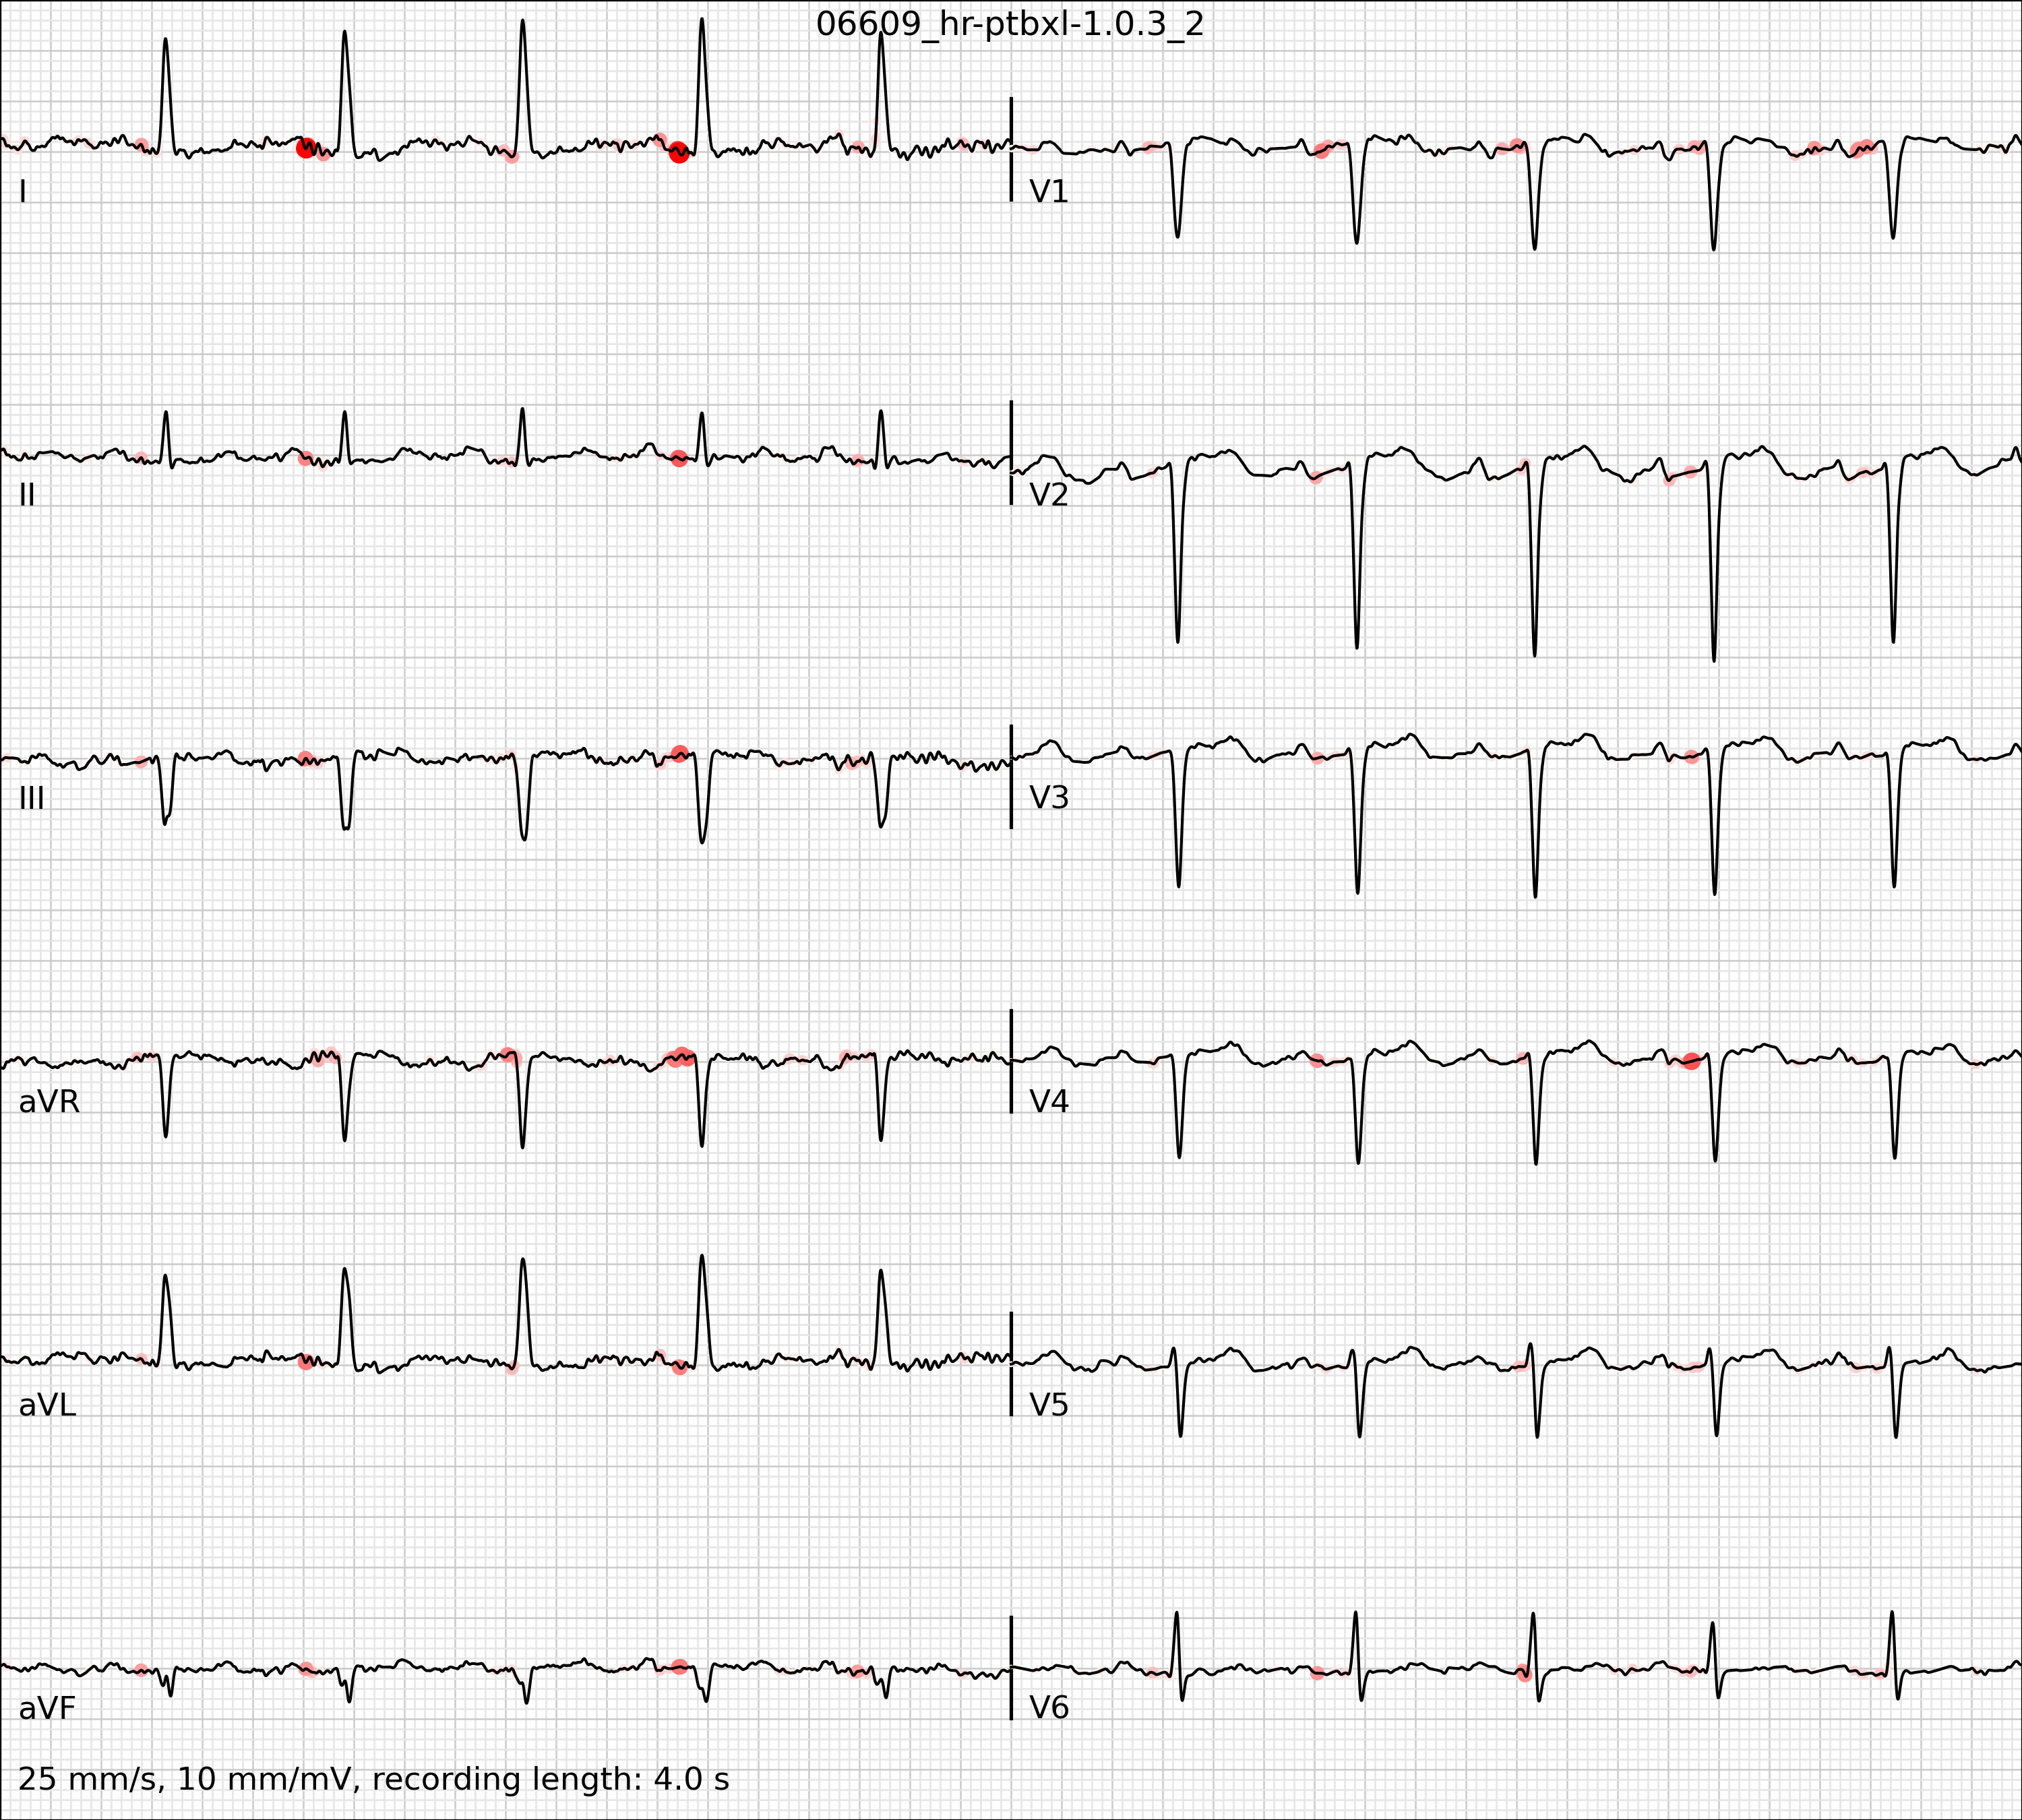 06609_hr-ptbxl-1.0.3_2
I
V1
II
V2
III
V3
aVR
V4
aVL
V5
aVF
V6
25 mm/s, 10 mm/mV, recording length: 4.0 s